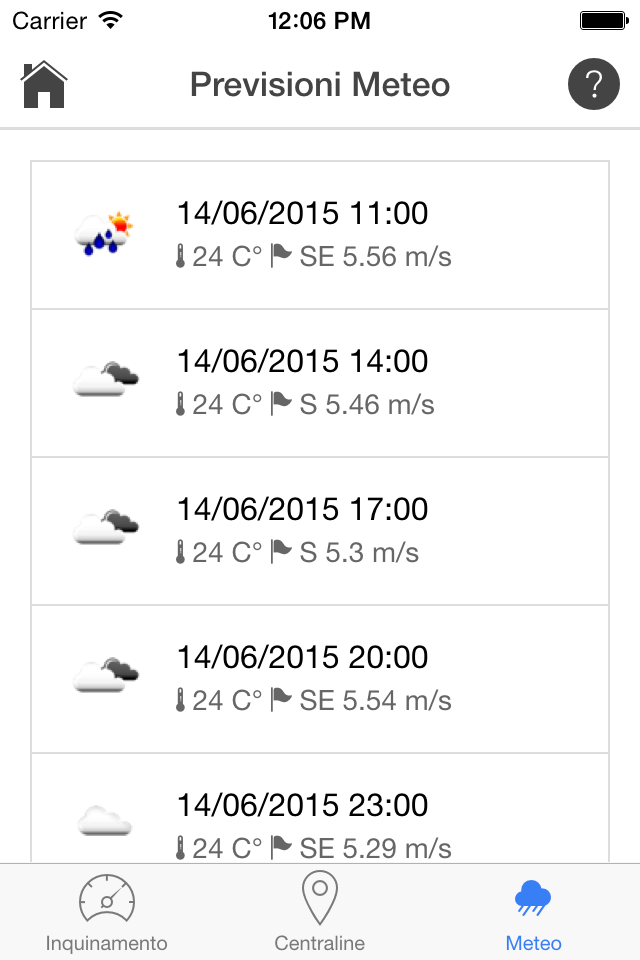 Carrier 12:06 PM
Previsioni Meteo ?
14/06/2015 11:00
24 C° SE 5.56 m/s
14/06/2015 14:00
24 C° S 5.46 m/s
14/06/2015 17:00
24 C° S 5.3 m/s
14/06/2015 20:00
24 C° SE 5.54 m/s
14/06/2015 23:00
24 C° SE 5.29 m/s
Inquinamento Centraline Meteo